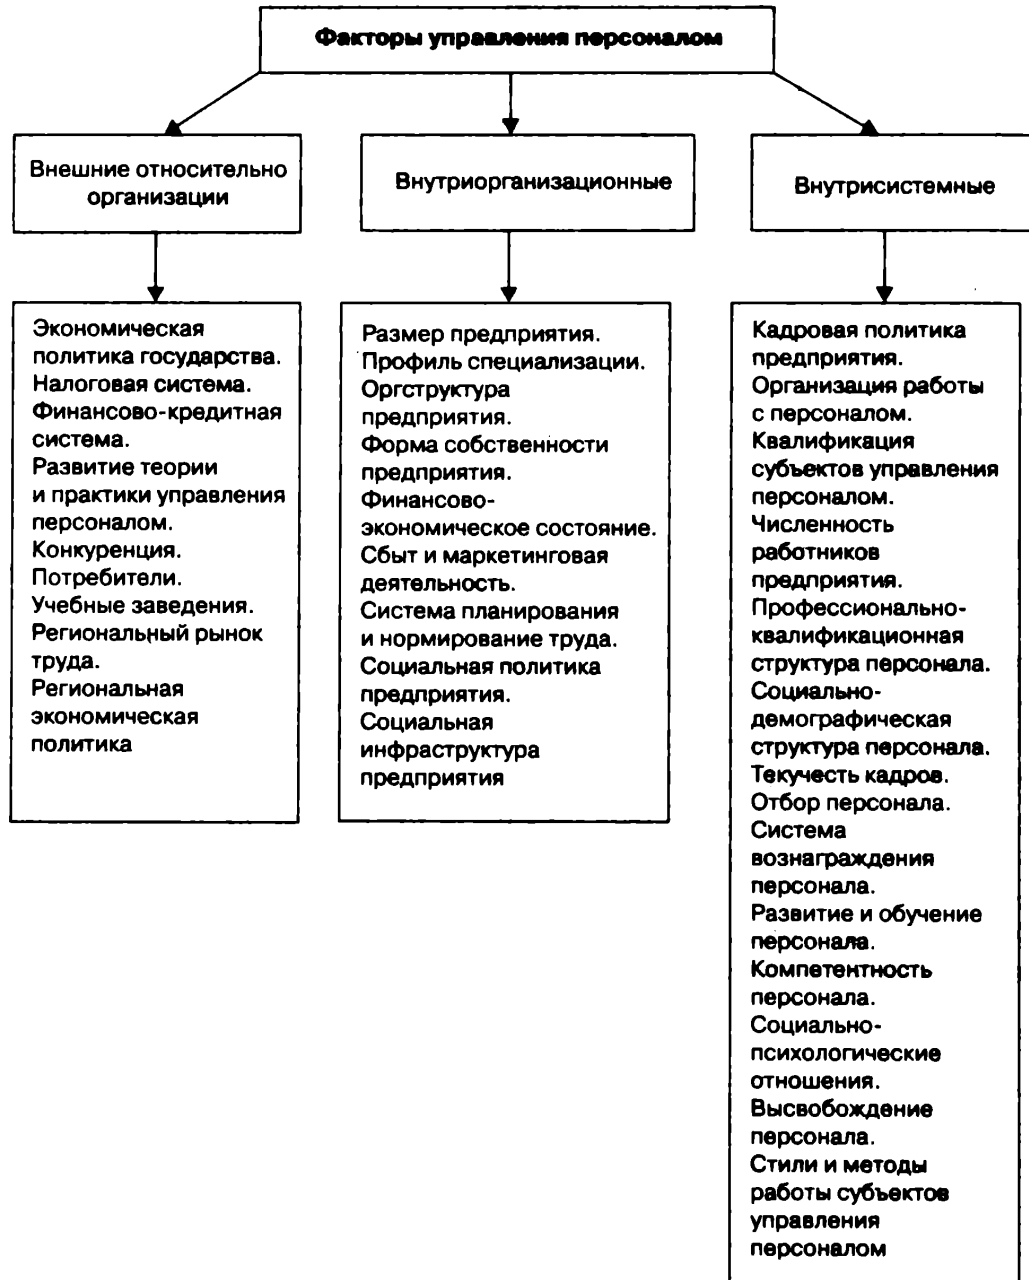 Факторы управления персоналом
Внешние относительно
организации
Внутриорганизационные
Внутрисистемные
Экономическая
политика государства.
Налоговая система.
Финансово-кредитная
система.
Развитие теории
и практики управления
персоналом.
Конкуренция.
Потребители.
Учебные заведения.
Региональный рынок
труда.
Региональная
экономическая
политика
Размер предприятия.
Профиль специализации.
Оргструктура
предприятия.
Форма собственности
предприятия.
Финансово-
экономическое состояние.
Сбыт и маркетинговая
деятельность.
Система планирования
и нормирование труда.
Социальная политика
предприятия.
Социальная
инфраструктура
предприятия
Кадровая политика
предприятия.
Организация работы
с персоналом.
Квалификация
субъектов управления
персоналом.
Численность
работников
предприятия.
Профессионально-
квалификационная
структура персонала.
Социально-
демографическая
структура персонала.
Текучесть кадров.
Отбор персонала.
Система
вознаграждения
персонала.
Развитие и обучение
персонала.
Компетентность
персонала.
Социально-
психологические
отношения.
Высвобождение
персонала.
Стили и методы
работы субъектов
управления
персоналом